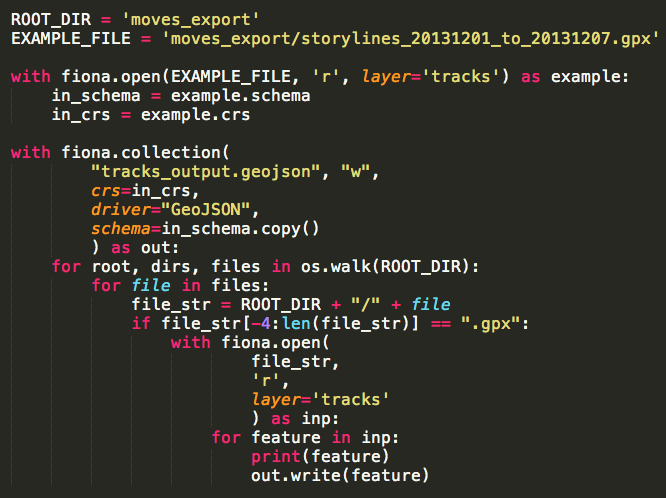 ROOT_DIR = 'moves_export'
EXAMPLE_FILE = 'moves_export/storylines_20131201_to_20131207.gpx'

with fiona.open(EXAMPLE_FILE, 'r', layer='tracks') as example:
    in_schema = example.schema
    in_crs = example.crs

with fiona.collection(
        "tracks_output.geojson", "w",
        crs=in_crs,
        driver="GeoJSON",
        schema=in_schema.copy()
        ) as out:
    for root, dirs, files in os.walk(ROOT_DIR):
        for file in files:
            file_str = ROOT_DIR + "/" + file
            if file_str[-4:len(file_str)] == ".gpx":
                with fiona.open(
                        file_str,
                        'r',
                        layer='tracks'
                        ) as inp:
                    for feature in inp:
                        print(feature)
                        out.write(feature)